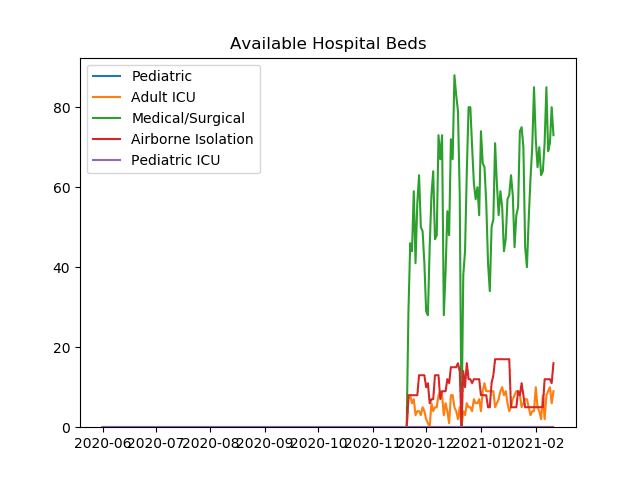 Available Hospital Beds
Pediatric
Adult ICU
Medical/Surgical
Airborne Isolation
Pediatric ICU
80
60
40
20
0
2020-06 2020-07 2020-08 2020-09 2020-10 2020-11 2020-12 2021-01 2021-02